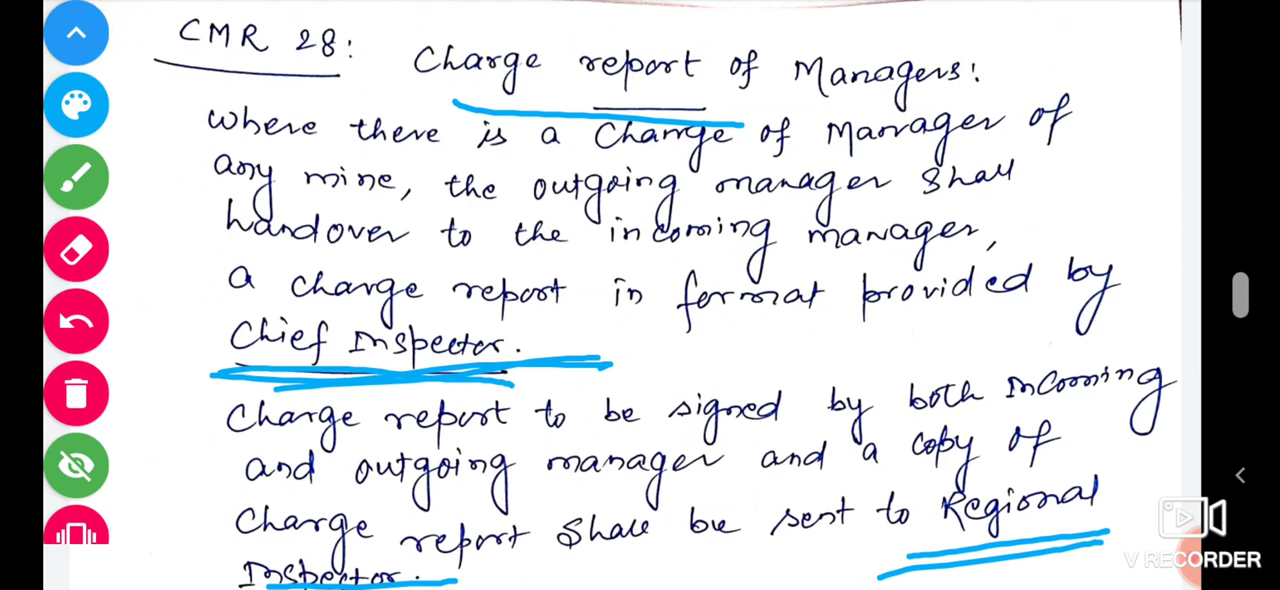 CMR 28:
Charge report of Managers:
where there is a Change of Manager of
any mine, the outgoing manager shall
handover to the incoming manager,
a charge report in format provided by
Chief Inspector.
Charge report to be signed by both incoming
and outgoing manager and a copy of
Charge report shall be sent to Regional
Inspector.
V RECORDER